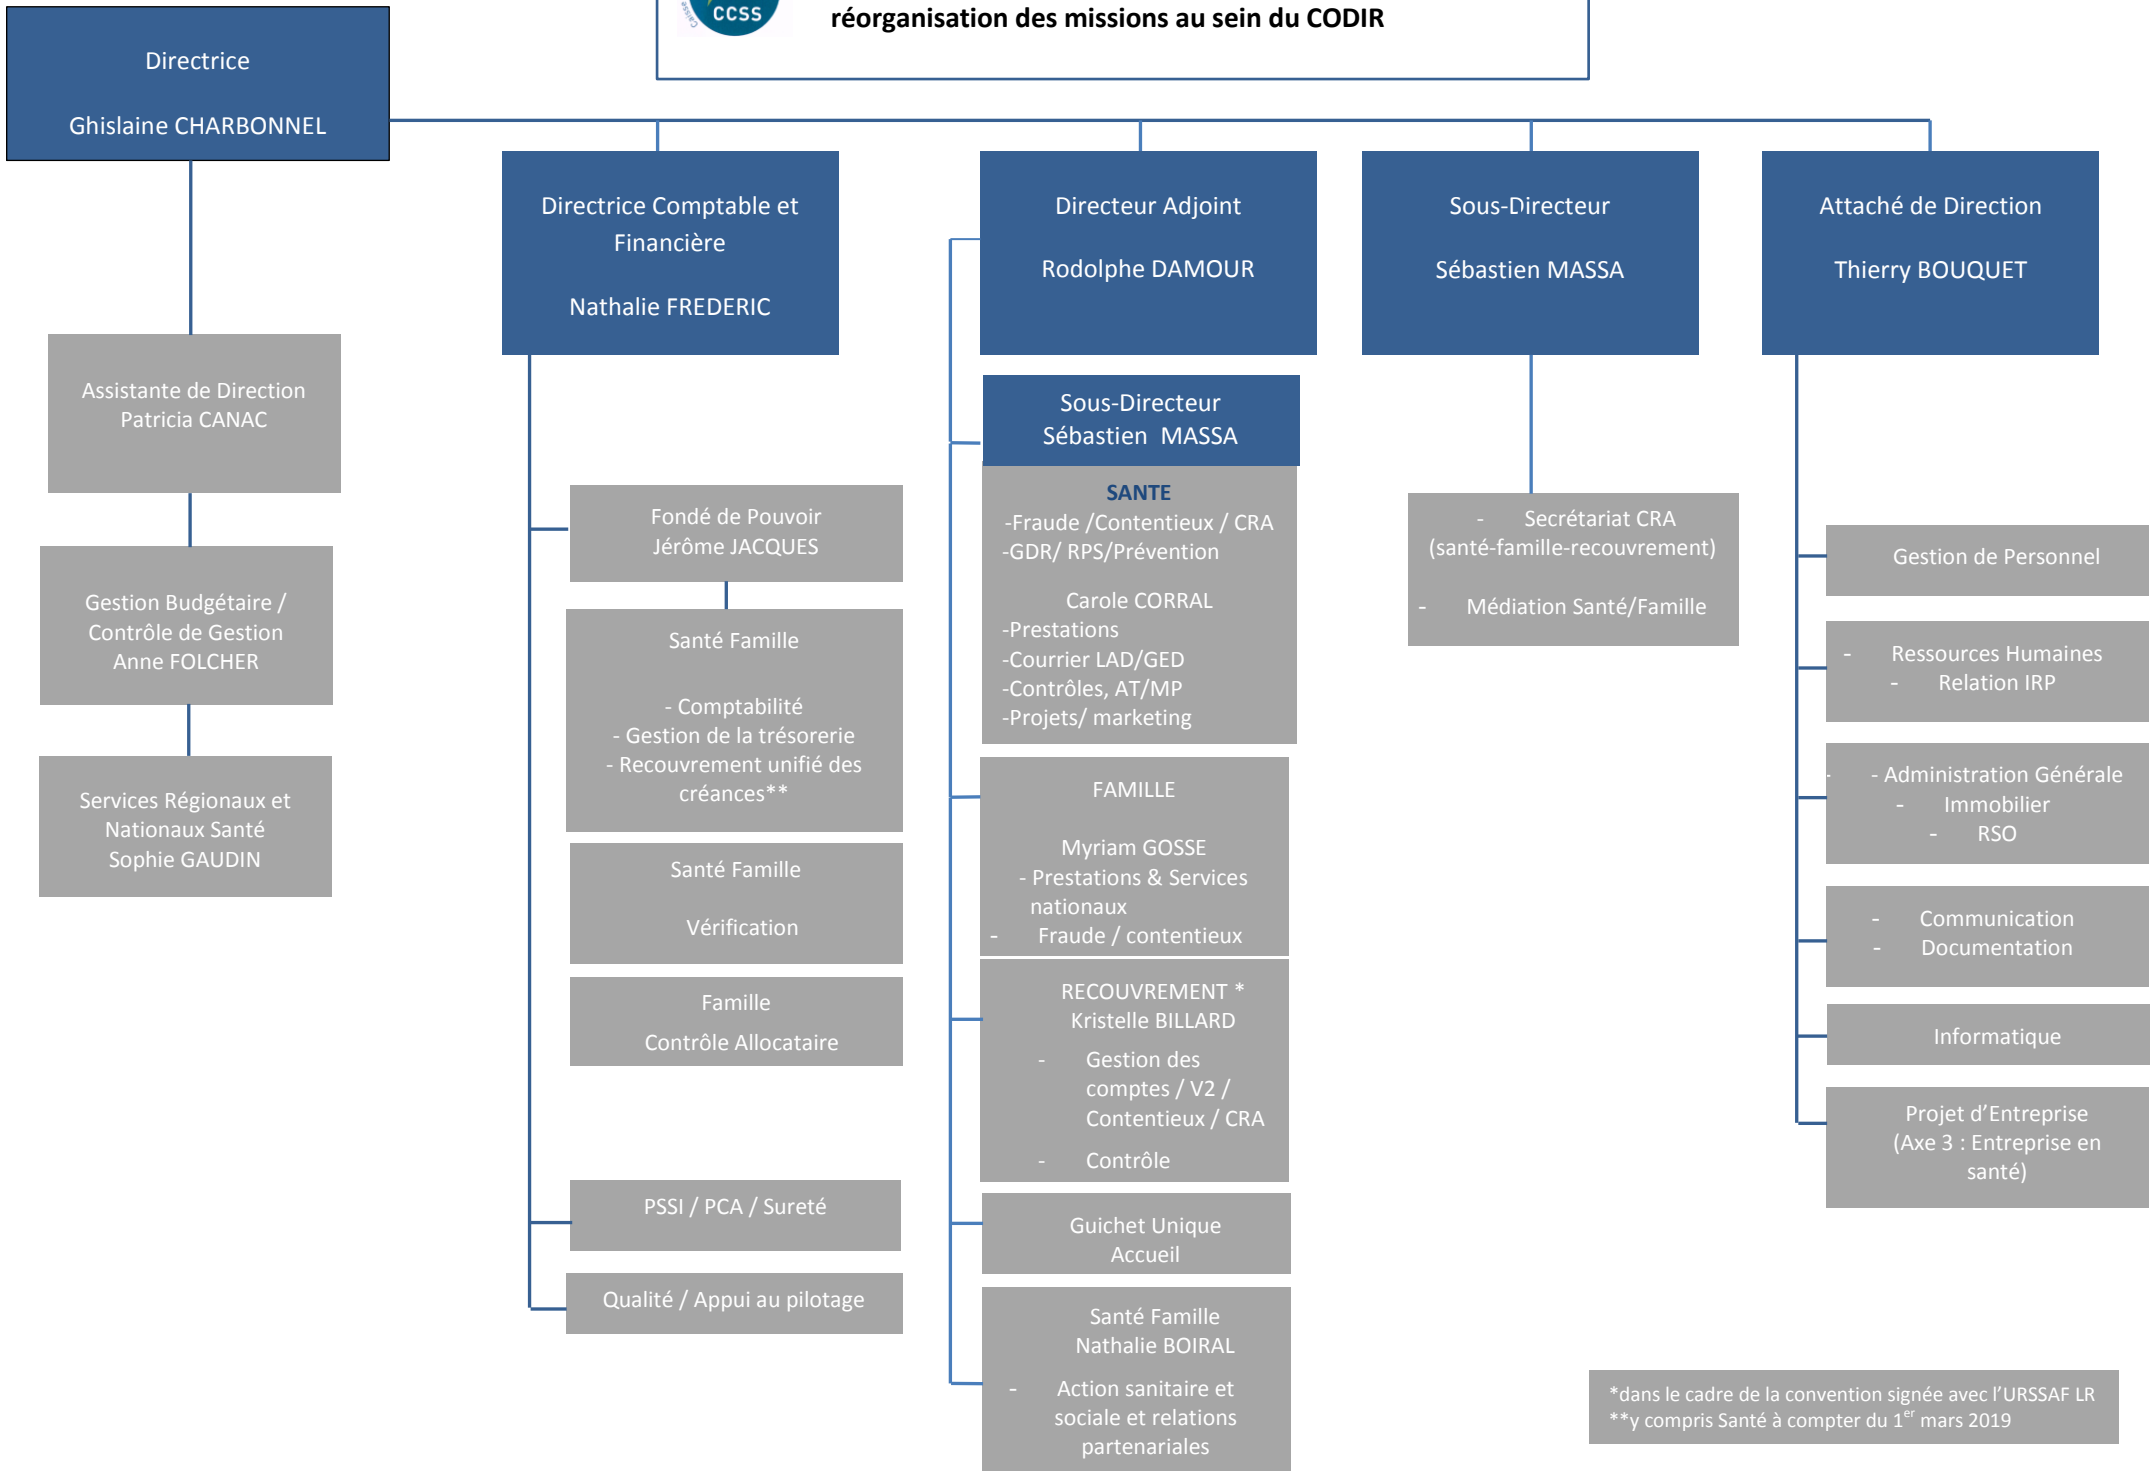 CCSS
Caisse
réorganisation des missions au sein du CODIR
Directrice
Ghislaine CHARBONNEL
Directrice Comptable et
Financière
Nathalie FREDERIC
Directeur Adjoint
Rodolphe DAMOUR
Sous-Directeur
Sébastien MASSA
Attaché de Direction
Thierry BOUQUET
Assistante de Direction
Patricia CANAC
Gestion Budgétaire /
Contrôle de Gestion
Anne FOLCHER
Services Régionaux et
Nationaux Santé
Sophie GAUDIN
Fondé de Pouvoir
Jérôme JACQUES
Santé Famille
- Comptabilité
- Gestion de la trésorerie
- Recouvrement unifié des
créances**
Santé Famille
Vérification
Famille
Contrôle Allocataire
PSSI / PCA / Sureté
Qualité / Appui au pilotage
Sous-Directeur
Sébastien MASSA
SANTE
-Fraude /Contentieux / CRA
-GDR/ RPS/Prévention
Carole CORRAL
-Prestations
-Courrier LAD/GED
-Contrôles, AT/MP
-Projets/ marketing
FAMILLE
Myriam GOSSE
- Prestations & Services
nationaux
- Fraude / contentieux
RECOUVREMENT *
Kristelle BILLARD
- Gestion des
comptes / V2 /
Contentieux / CRA
- Contrôle
Guichet Unique
Accueil
Santé Famille
Nathalie BOIRAL
- Action sanitaire et
sociale et relations
partenariales
- Secrétariat CRA
(santé-famille-recouvrement)
- Médiation Santé/Famille
Gestion de Personnel
- Ressources Humaines
- Relation IRP
- - Administration Générale
- Immobilier
- RSO
- Communication
- Documentation
Informatique
Projet d’Entreprise
(Axe 3 : Entreprise en
santé)
*dans le cadre de la convention signée avec l’URSSAF LR
**y compris Santé à compter du 1er mars 2019